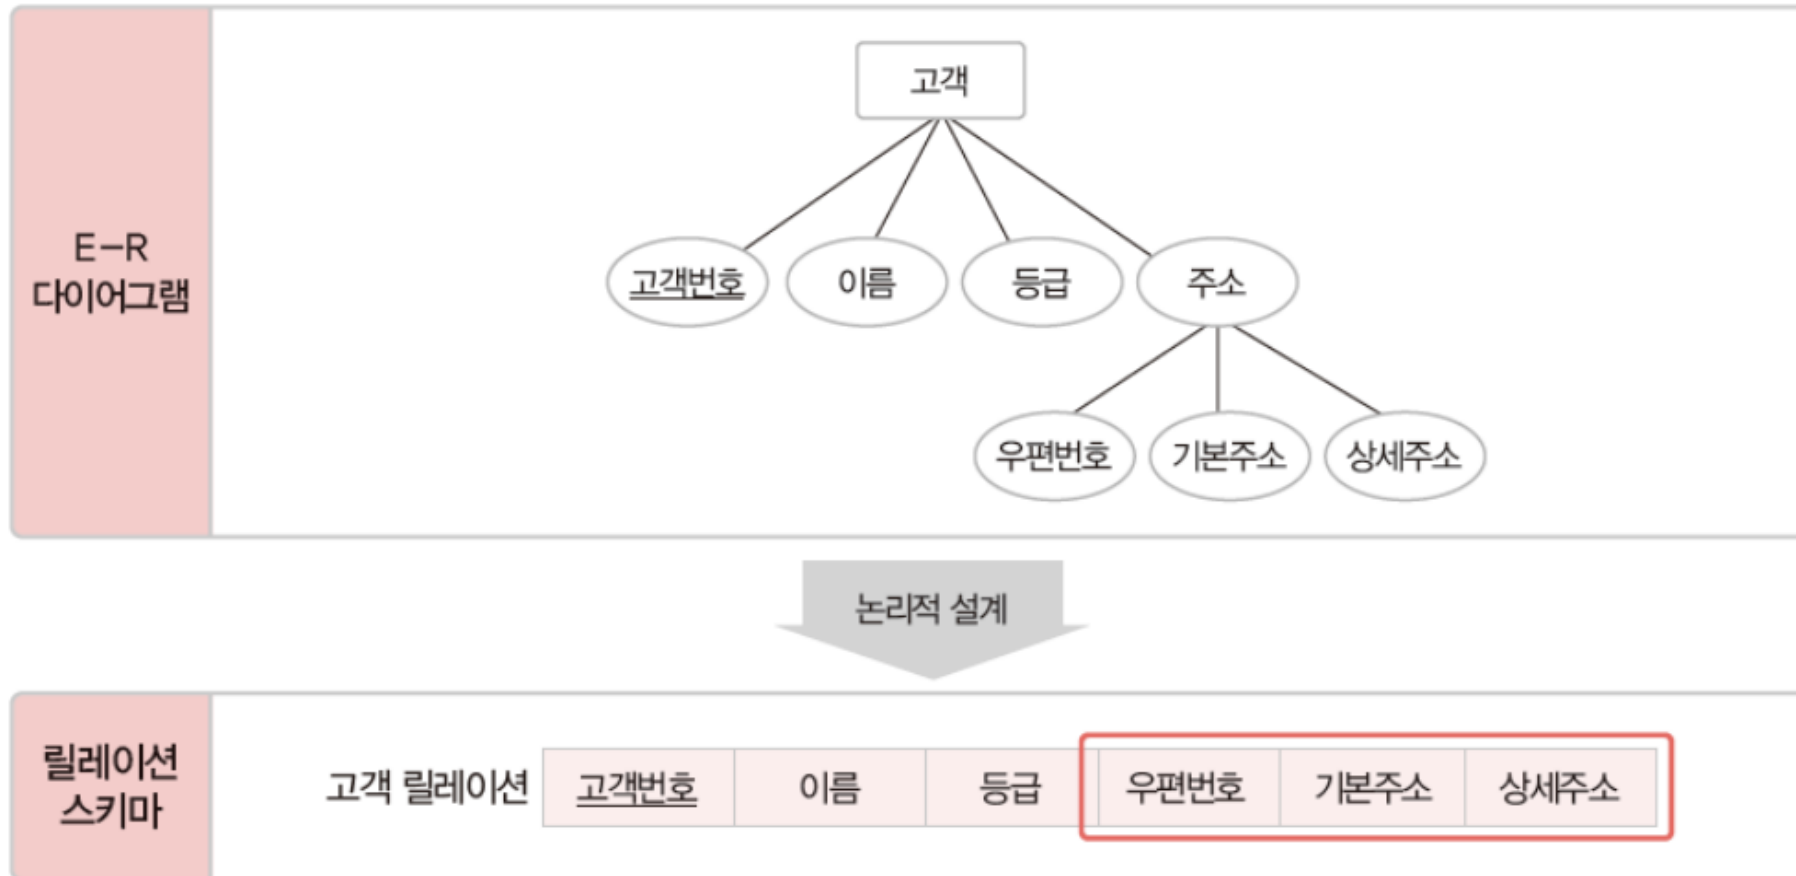 E-R
다이어그램
고객
고객번호 이름 등급 주소
우편번호 기본주소 상세주소
논리적 설계
릴레이션
스키마
고객 릴레이션 고객번호 이름 등급 우편번호 기본주소 상세주소